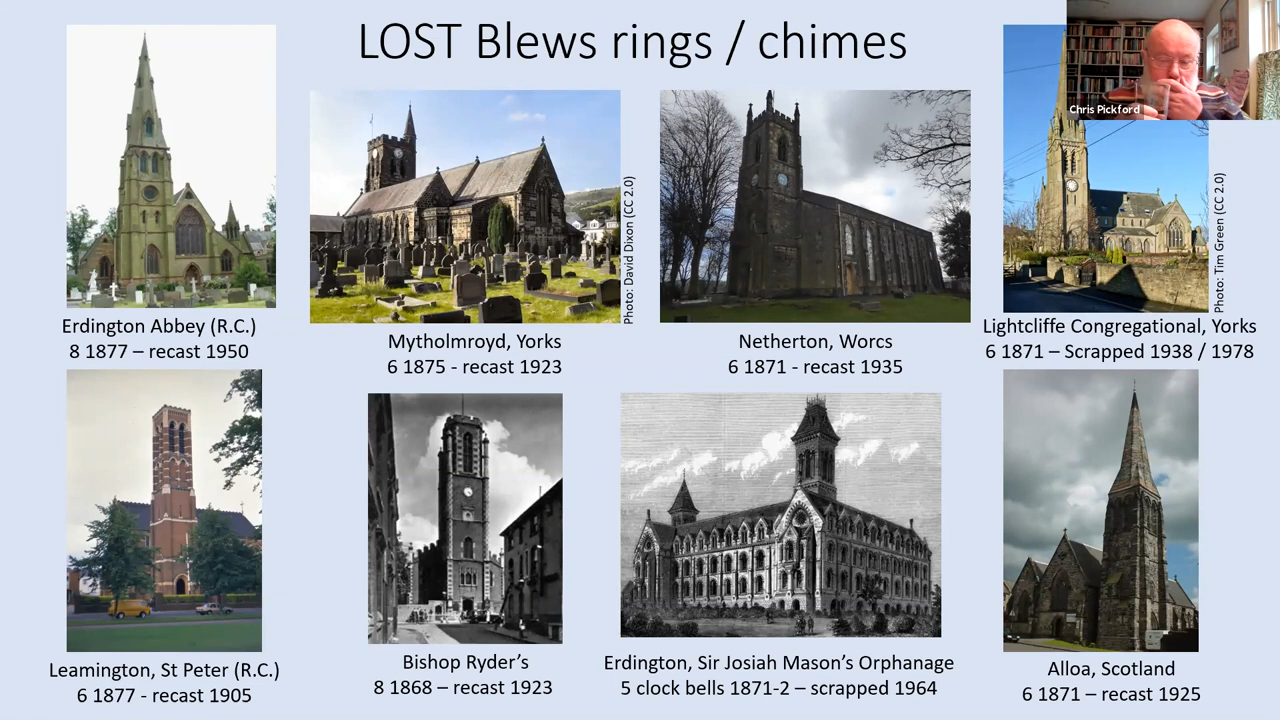 LOST Blews rings / chimes
Chris Pickford
Erdington Abbey (R.C.)
8 1877 – recast 1950
Mytholmroyd, Yorks
6 1875 - recast 1923
Photo: David Dixon (CC 2.0)
Netherton, Worcs
6 1871 - recast 1935
Lightcliffe Congregational, Yorks
6 1871 – Scrapped 1938 / 1978
Photo: Tim Green (CC 2.0)
Leamington, St Peter (R.C.)
6 1877 - recast 1905
Bishop Ryder’s
8 1868 – recast 1923
Erdington, Sir Josiah Mason’s Orphanage
5 clock bells 1871-2 – scrapped 1964
Alloa, Scotland
6 1871 – recast 1925